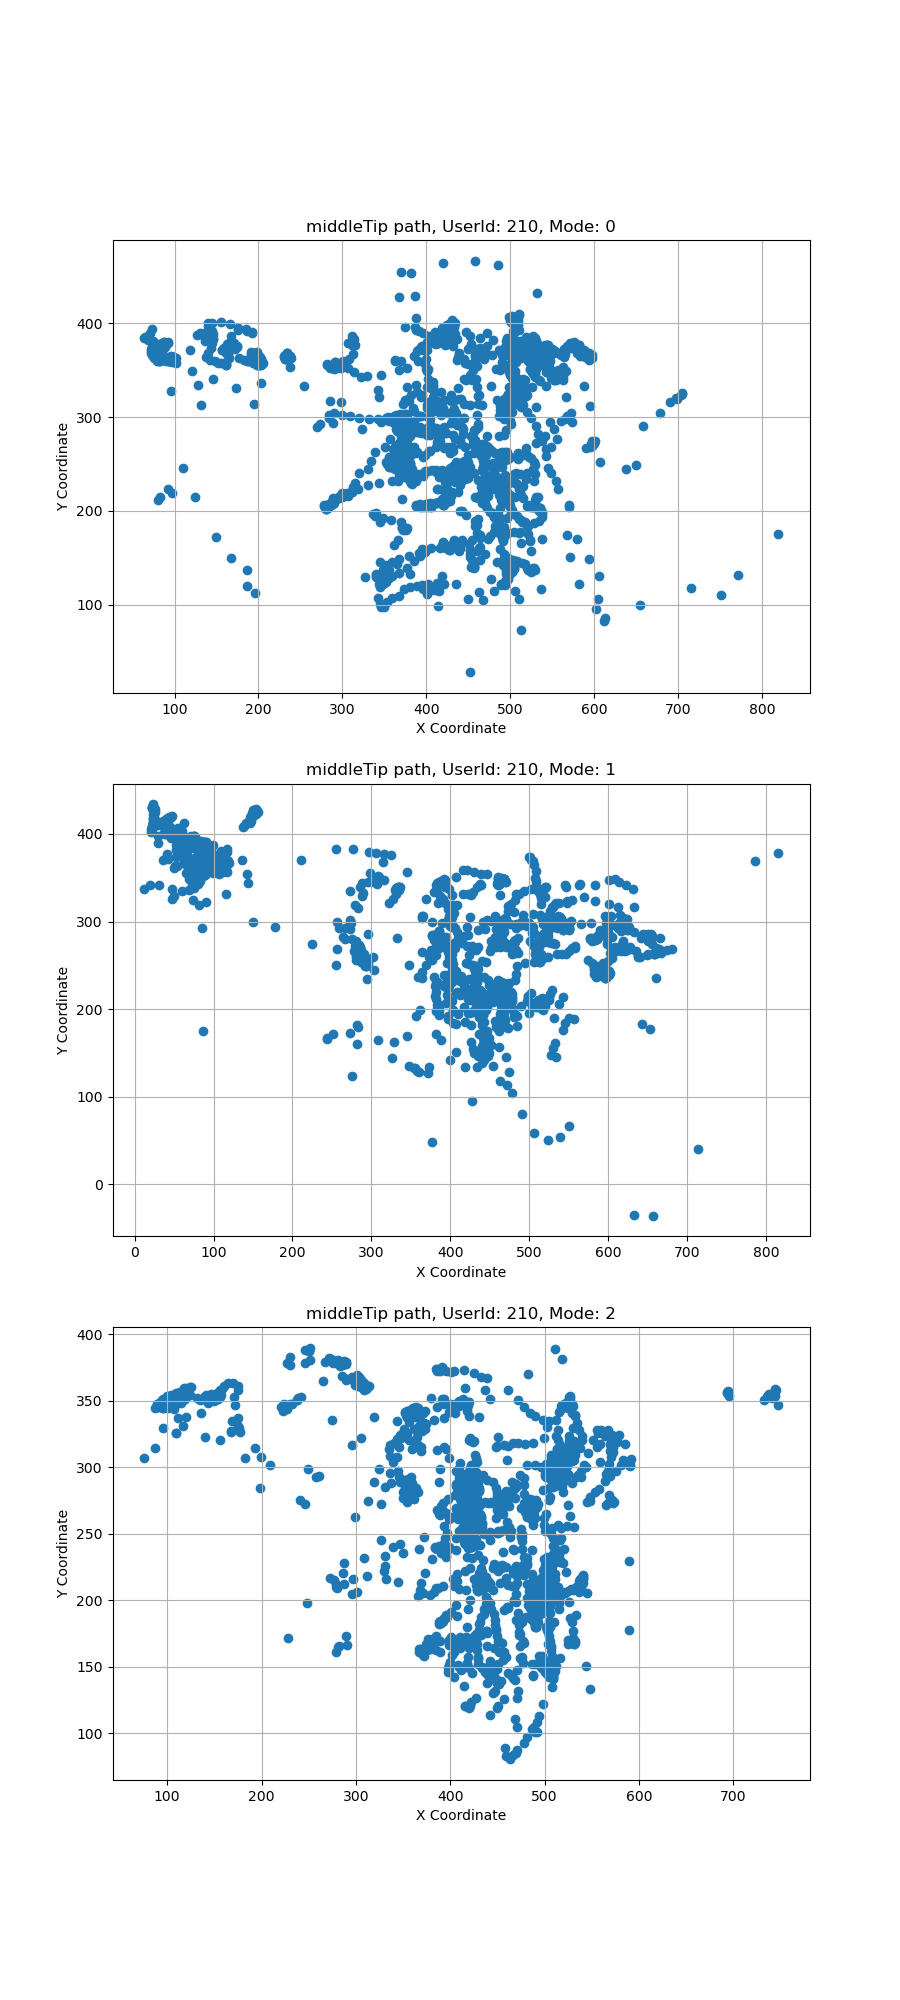 middleTip path, UserId: 210, Mode: 0
Y Coordinate
400
300
200
100
100 200 300 400 500 600 700 800
X Coordinate
middleTip path, UserId: 210, Mode: 1
Y Coordinate
400
300
200
100
0
0 100 200 300 400 500 600 700 800
X Coordinate
middleTip path, UserId: 210, Mode: 2
Y Coordinate
400
350
300
250
200
150
100
100 200 300 400 500 600 700
X Coordinate